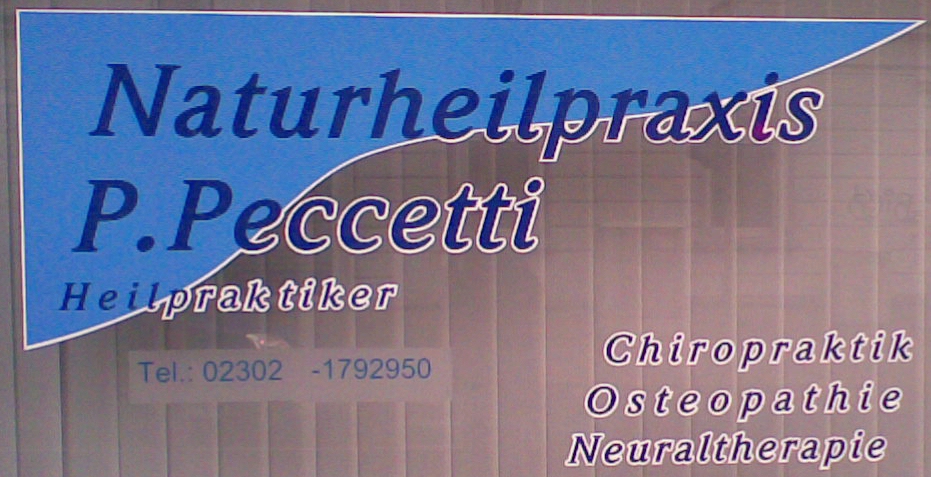 Naturheilpraxis
P.Peccetti
Heilpraktiker
Tel.: 02302 -1792950
Chiropraktik
Osteopathie
Neuraltherapie